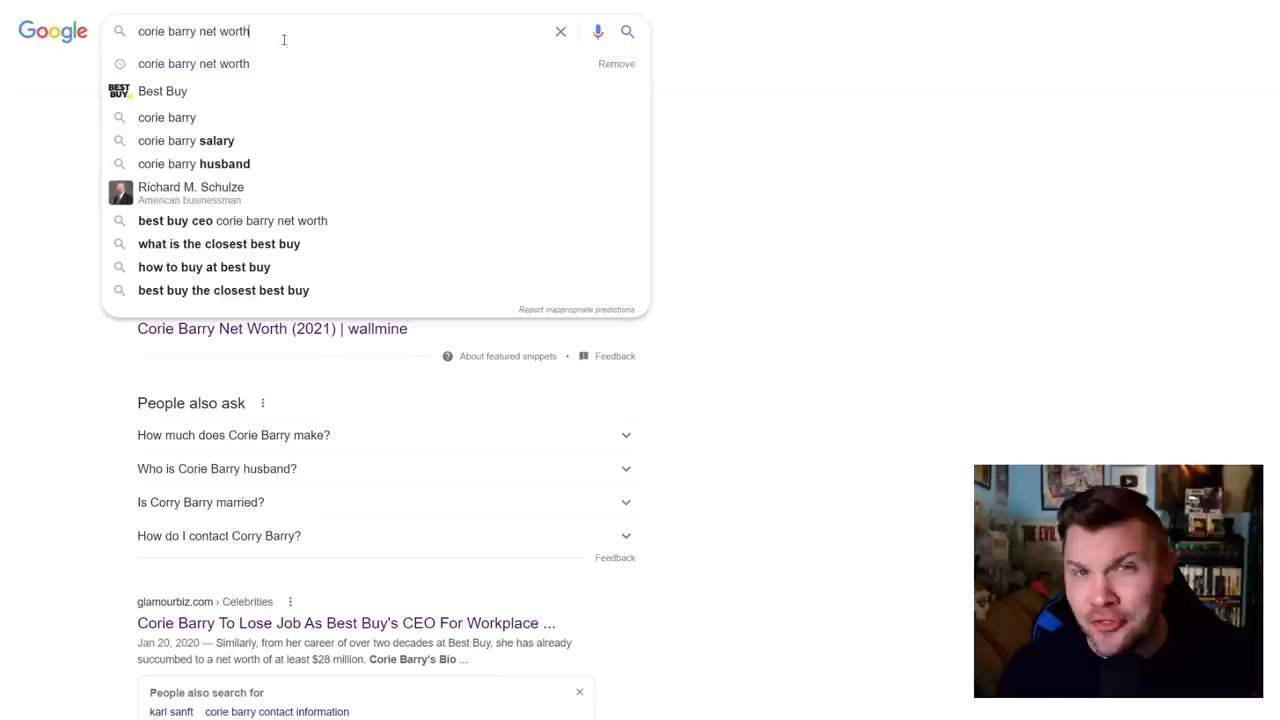 Google
corie barry net worth
corie barry net worth
Remove
BEST BUY
Best Buy
corie barry
corie barry salary
corie barry husband
Richard M. Schulze
American businessman
best buy ceo corie barry net worth
what is the closest best buy
how to buy at best buy
best buy the closest best buy
Report inappropriate predictions
Corie Barry Net Worth (2021) | wallmine
About featured snippets • Feedback
People also ask
How much does Corie Barry make?
Who is Corie Barry husband?
Is Corry Barry married?
How do I contact Corry Barry?
Feedback
glamourbiz.com › Celebrities
Corie Barry To Lose Job As Best Buy's CEO For Workplace ...
Jan 20, 2020 — Similarly, from her career of over two decades at Best Buy, she has already
succumbed to a net worth of at least $28 million. Corie Barry's Bio ...
People also search for
karl sanft corie barry contact information
THE EVIL